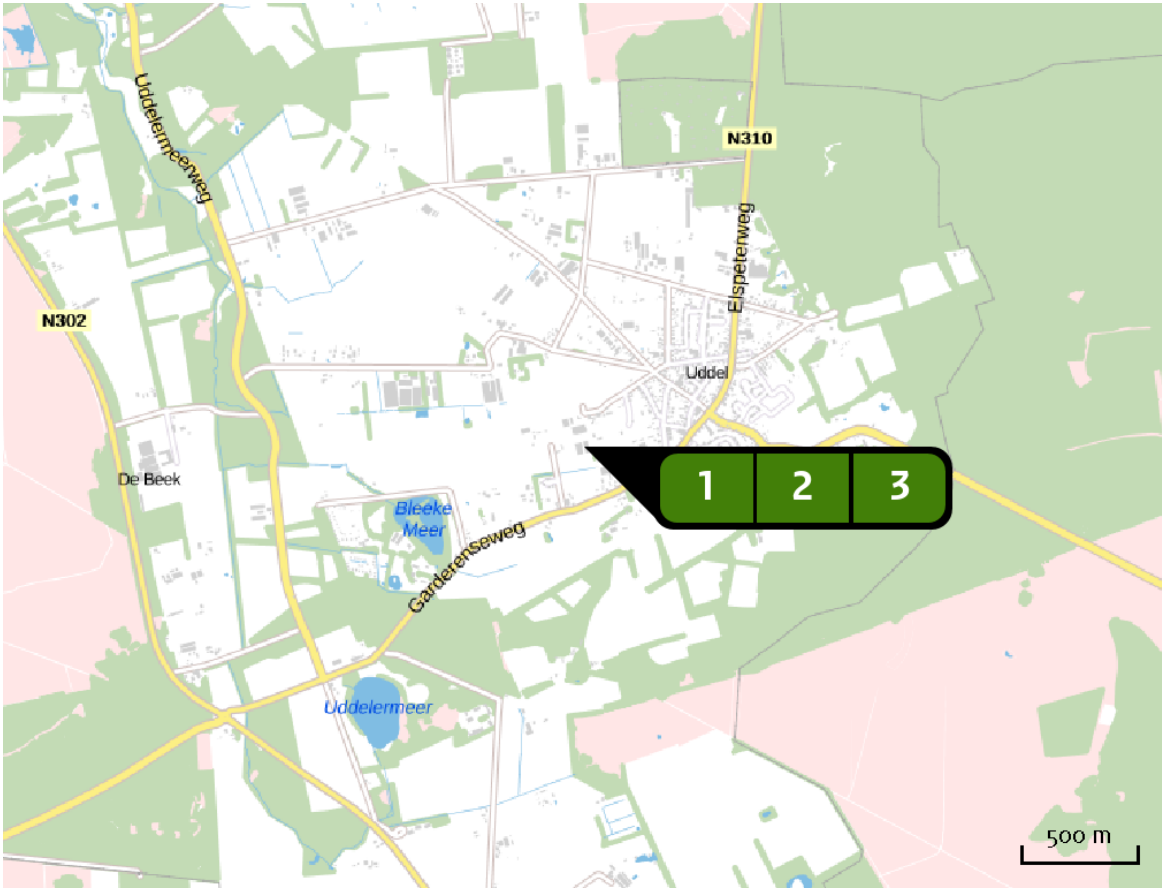 Uddelermeerweg
N310
Elspeterweg
N302
Uddel
De Beek
1 2 3
Bleeke
Meer
Garderenseweg
Uddelermeer
500 m